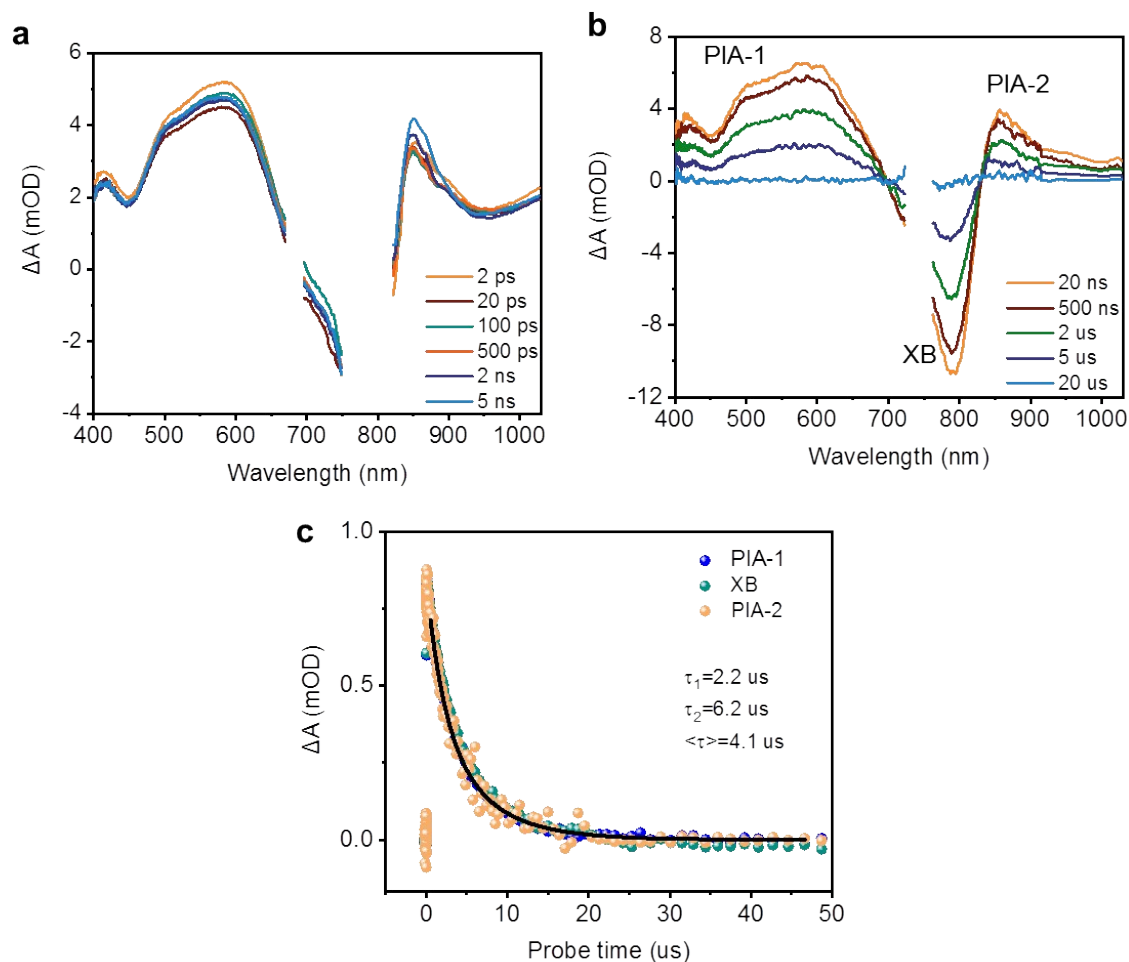 a
ΔA (mOD)
6
4
2
0
-2
-4
2 ps
20 ps
100 ps
500 ps
2 ns
5 ns
400 500 600 700 800 900 1000
Wavelength (nm)
b
ΔA (mOD)
8
4
0
-4
-8
-12
PIA-1
PIA-2
XB
20 ns
500 ns
2 us
5 us
20 us
400 500 600 700 800 900 1000
Wavelength (nm)
c
ΔA (mOD)
1.0
0.5
0.0
PIA-1
XB
PIA-2
τ1=2.2 us
τ2=6.2 us
<τ>=4.1 us
0 10 20 30 40 50
Probe time (us)